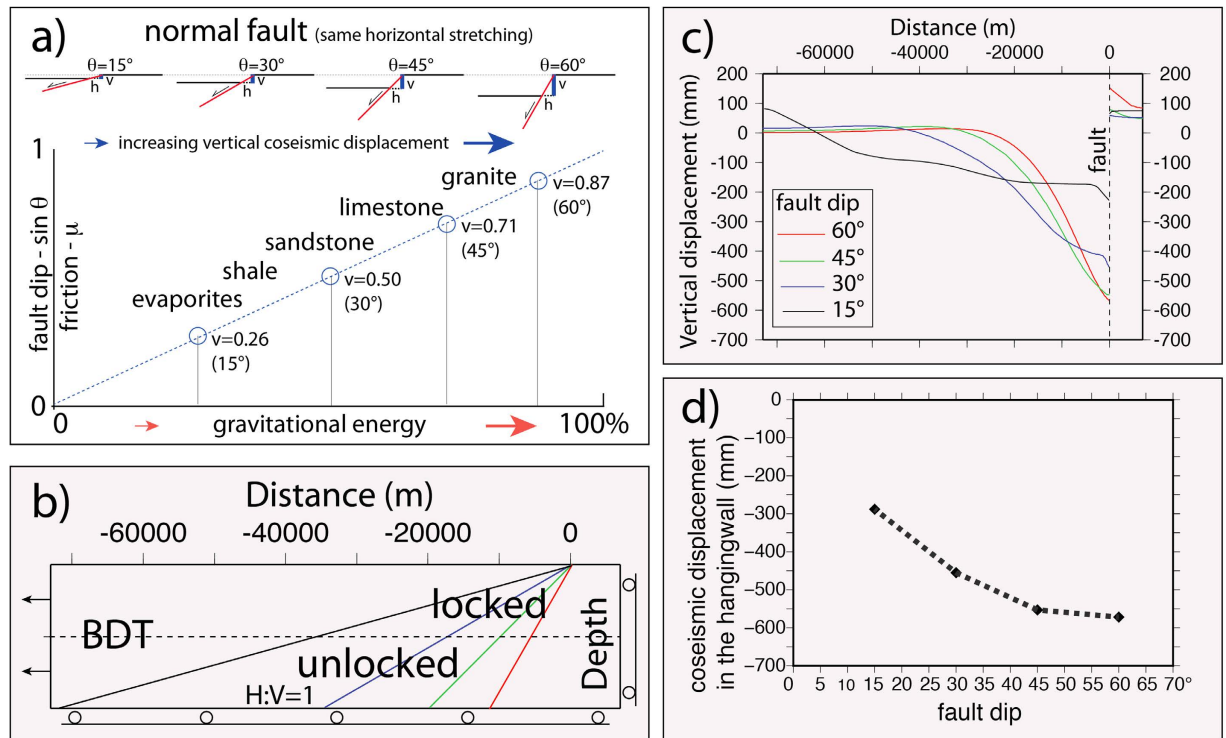 a)
normal fault (same horizontal stretching)
θ=15° θ=30° θ=45° θ=60°
h v h v h v h v
increasing vertical coseismic displacement
1
fault dip - sin θ
friction - μ
granite
v=0.87
(60°)
limestone
v=0.71
(45°)
sandstone
shale
v=0.50
(30°)
evaporites
v=0.26
(15°)
0
0 gravitational energy 100%
b)
Distance (m)
-60000 -40000 -20000 0
BDT
locked
unlocked
H:V=1
Depth
c)
Distance (m)
-60000 -40000 -20000 0
Vertical displacement (mm)
200 200
100 100
0 0
-100 -100
-200 -200
-300 -300
-400 -400
-500 -500
-600 -600
-700 -700
fault
fault dip
60°
45°
30°
15°
d)
coseismic displacement
in the hangingwall (mm)
0
-100
-200
-300
-400
-500
-600
-700
0 5 10 15 20 25 30 35 40 45 50 55 60 70°
fault dip